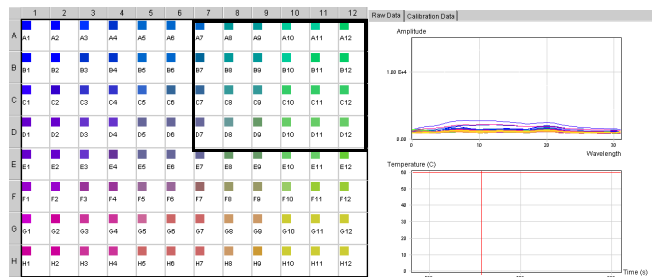 1 2 3 4 5 6 7 8 9 10 11 12
A A1 A2 A3 A4 A5 A6 A7 A8 A9 A10 A11 A12
B B1 B2 B3 B4 B5 B6 B7 B8 B9 B10 B11 B12
C C1 C2 C3 C4 C5 C6 C7 C8 C9 C10 C11 C12
D D1 D2 D3 D4 D5 D6 D7 D8 D9 D10 D11 D12
E E1 E2 E3 E4 E5 E6 E7 E8 E9 E10 E11 E12
F F1 F2 F3 F4 F5 F6 F7 F8 F9 F10 F11 F12
G G1 G2 G3 G4 G5 G6 G7 G8 G9 G10 G11 G12
H H1 H2 H3 H4 H5 H6 H7 H8 H9 H10 H11 H12
Raw Data Calibration Data
Amplitude
1.00 Ge4
0.00
0 10 20 30
Wavelength
Temperature (C)
60
50
40
30
20
10
0
Time (s)